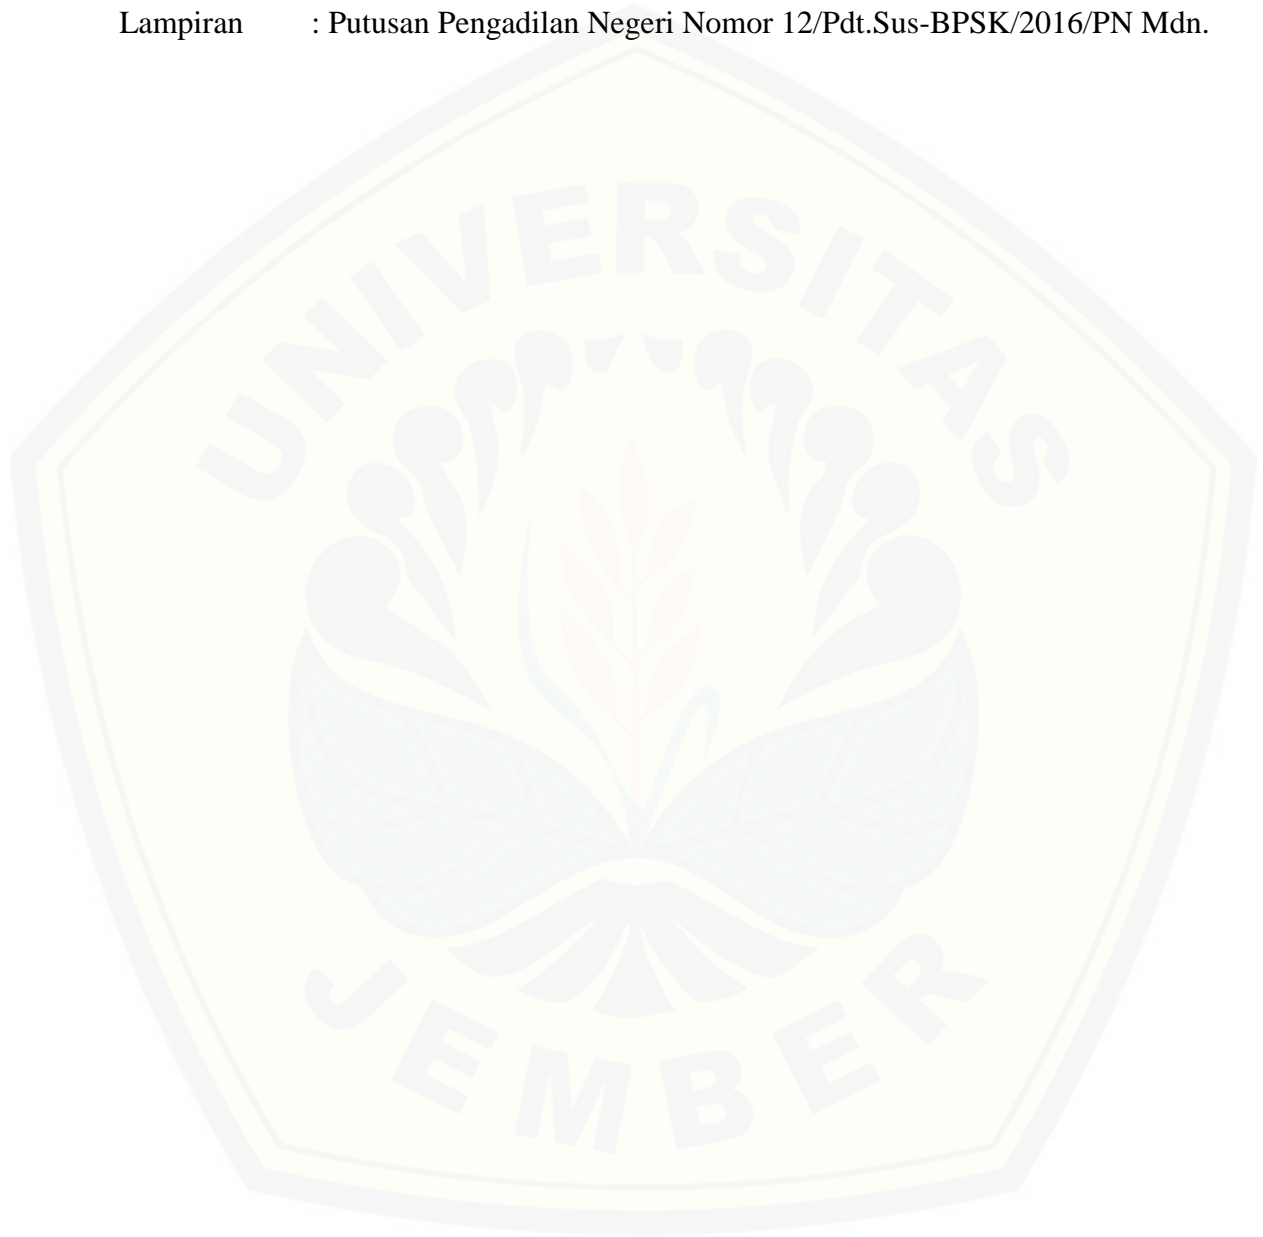 Lampiran : Putusan Pengadilan Negeri Nomor 12/Pdt.Sus-BPSK/2016/PN Mdn.
UNIVERSITAS
JEMBER